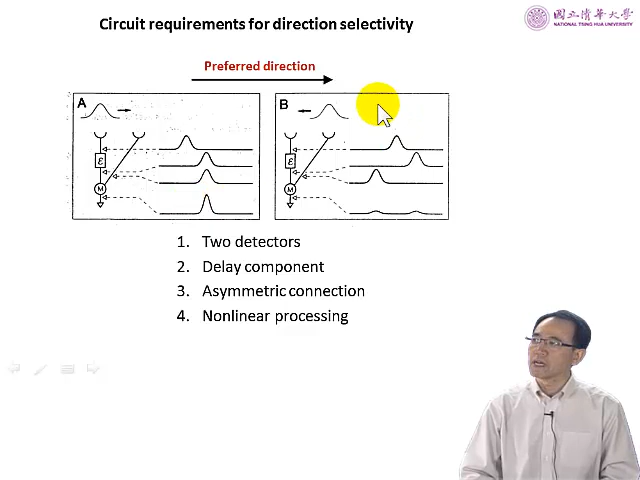 Circuit requirements for direction selectivity
國立清華大學
NATIONAL TSING HUA UNIVERSITY
Preferred direction
A
B
ε
ε
M
M
1. Two detectors
2. Delay component
3. Asymmetric connection
4. Nonlinear processing